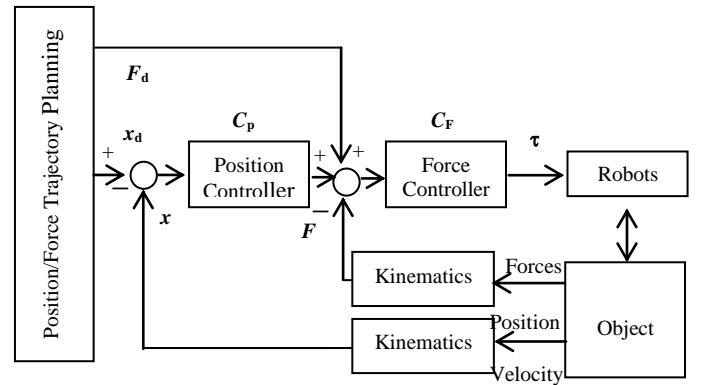 Position/Force Trajectory Planning
F_d
x_d
C_p
C_F
τ
+
+
+
−
Position
Controller
Force
Controller
Robots
x
F
−
Kinematics
Forces
Kinematics
Position
Velocity
Object